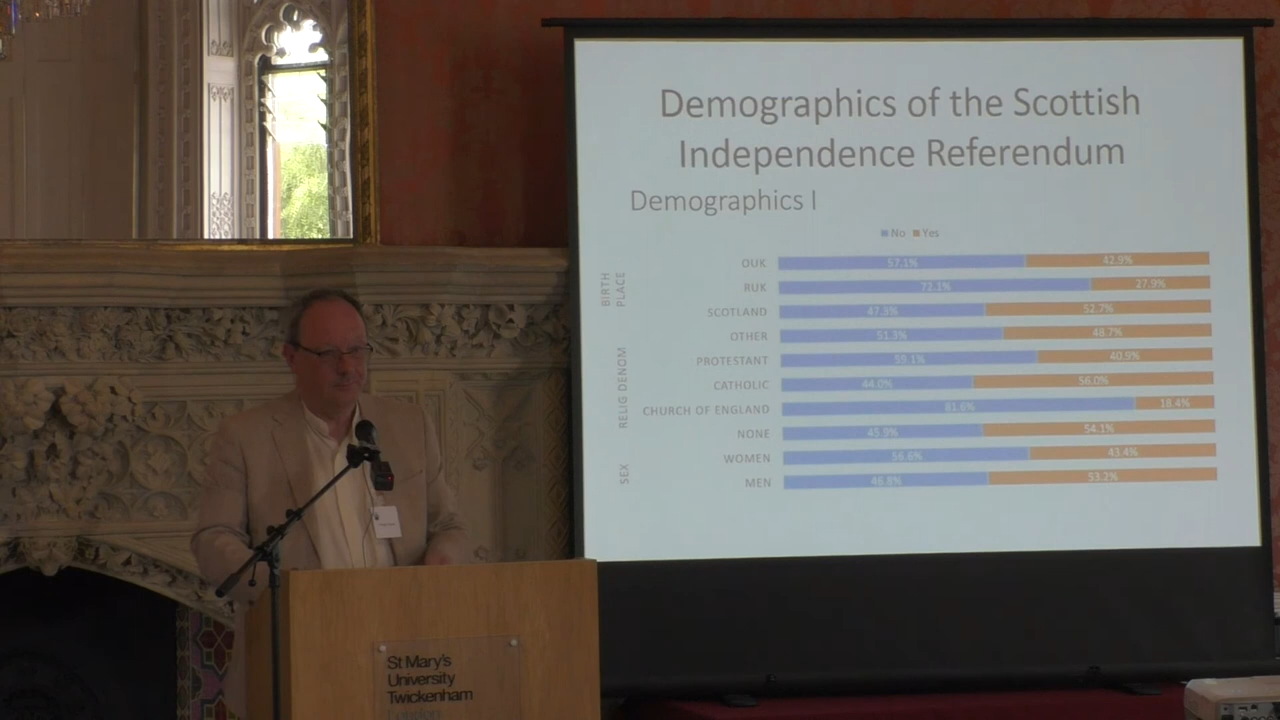 Demographics of the Scottish
Independence Referendum
Demographics I
No Yes
BIRTH
PLACE
OUK 57.1% 42.9%
RUK 72.1% 27.9%
SCOTLAND 47.3% 52.7%
OTHER 51.3% 48.7%
RELIG DENOM
PROTESTANT 59.1% 40.9%
CATHOLIC 44.0% 56.0%
CHURCH OF ENGLAND 81.6% 18.4%
NONE 45.9% 54.1%
SEX
WOMEN 56.6% 43.4%
MEN 46.8% 53.2%
St Mary's
University
Twickenham
London